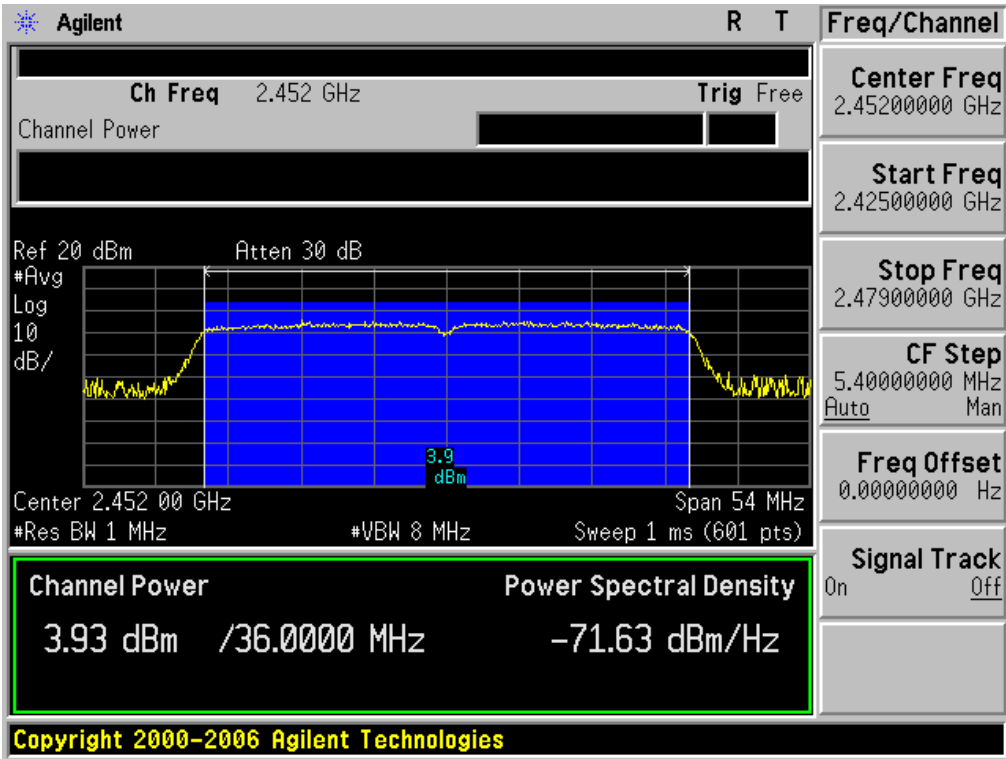 Agilent R T
Ch Freq 2.452 GHz Trig Free
Channel Power
Ref 20 dBm Atten 30 dB
#Avg
Log
10
dB/
3.9
dBm
Center 2.452 00 GHz Span 54 MHz
#Res BW 1 MHz #VBW 8 MHz Sweep 1 ms (601 pts)
Channel Power Power Spectral Density
3.93 dBm /36.0000 MHz -71.63 dBm/Hz
Copyright 2000-2006 Agilent Technologies
Freq/Channel
Center Freq
2.45200000 GHz
Start Freq
2.42500000 GHz
Stop Freq
2.47900000 GHz
CF Step
5.40000000 MHz
Auto Man
Freq Offset
0.00000000 Hz
Signal Track
On Off